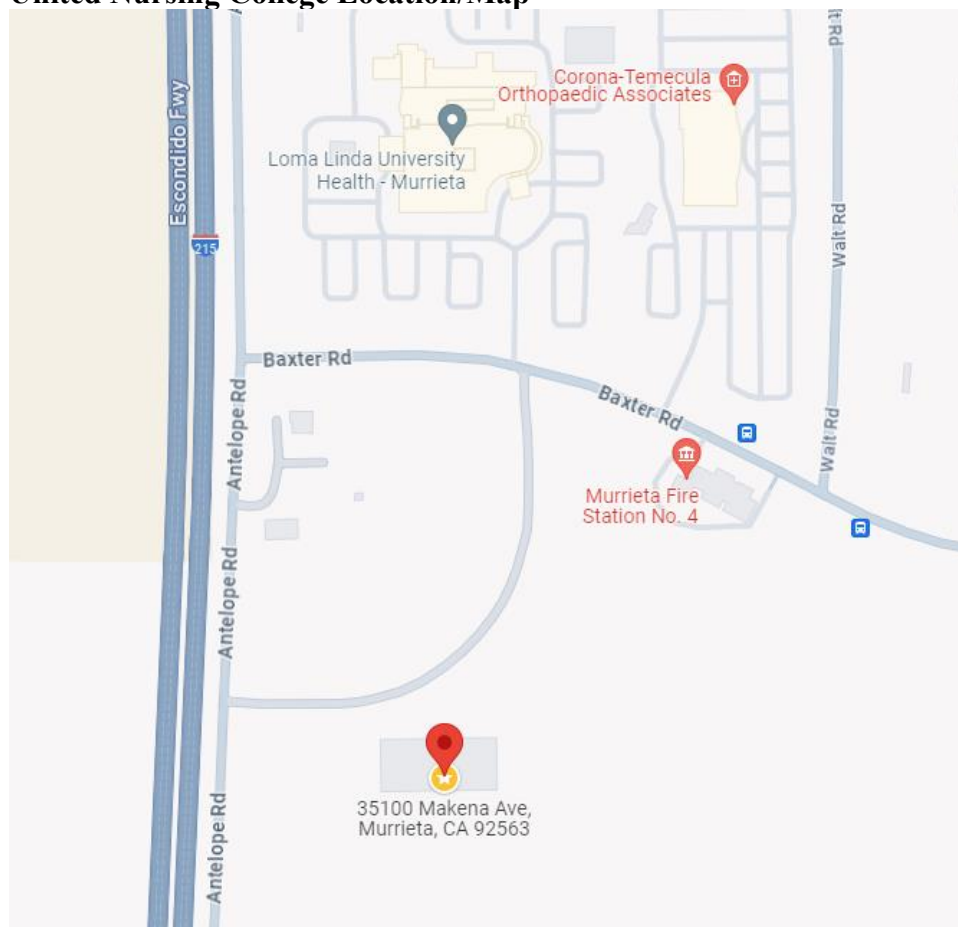 United Nursing College Location/Map
Corona-Temecula
Orthopaedic Associates
Escondido Fwy
Loma Linda University
Health - Murrieta
215
Walt Rd
Baxter Rd
Antelope Rd
Baxter Rd
Walt Rd
Murrieta Fire
Station No. 4
Antelope Rd
35100 Makena Ave,
Murrieta, CA 92563
Antelope Rd